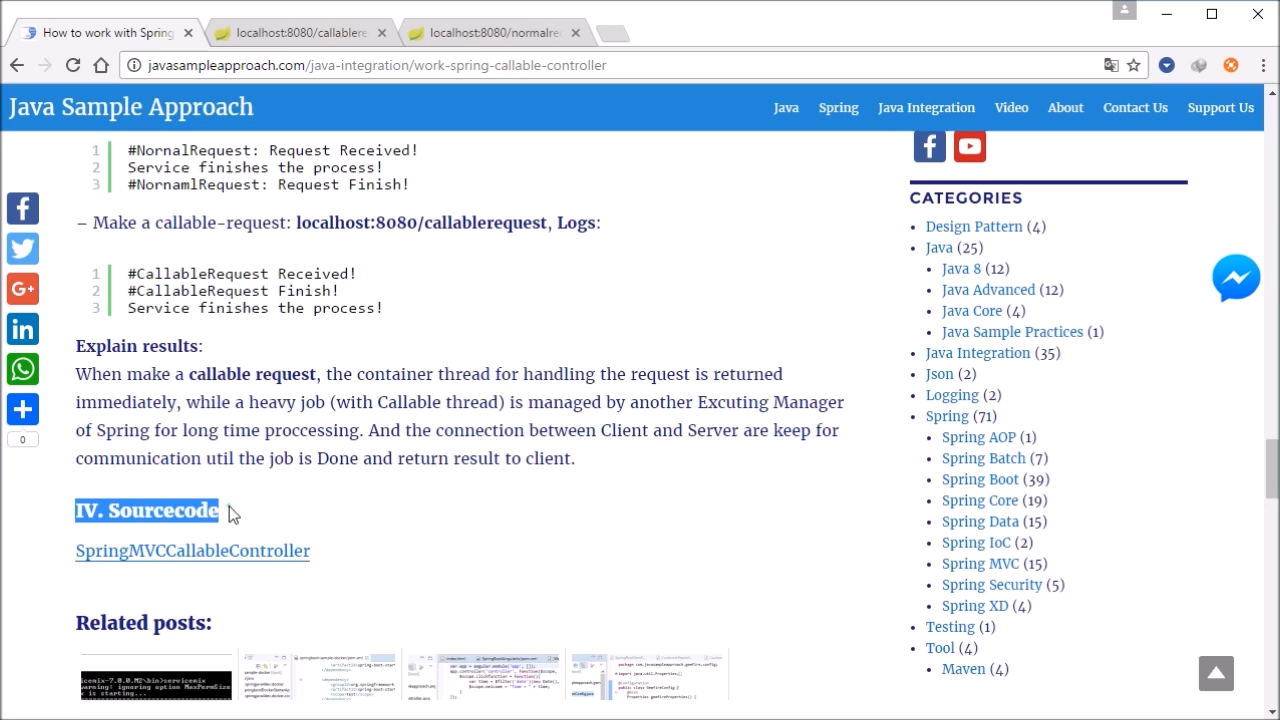 How to work with Spring
localhost:8080/callablere
localhost:8080/normalre
javasampleapproach.com/java-integration/work-spring-callable-controller
Java Sample Approach
Java Spring Java Integration Video About Contact Us Support Us
1 #NornalRequest: Request Received!
2 Service finishes the process!
3 #NornamlRequest: Request Finish!
– Make a callable-request: localhost:8080/callablerequest, Logs:
1 #CallableRequest Received!
2 #CallableRequest Finish!
3 Service finishes the process!
Explain results:
When make a callable request, the container thread for handling the request is returned
immediately, while a heavy job (with Callable thread) is managed by another Excuting Manager
of Spring for long time proccessing. And the connection between Client and Server are keep for
communication util the job is Done and return result to client.
IV. Sourcecode
SpringMVCCallableController
Related posts:
0
CATEGORIES
Design Pattern (4)
Java (25)
Java 8 (12)
Java Advanced (12)
Java Core (4)
Java Sample Practices (1)
Java Integration (35)
Json (2)
Logging (2)
Spring (71)
Spring AOP (1)
Spring Batch (7)
Spring Boot (39)
Spring Core (19)
Spring Data (15)
Spring IoC (2)
Spring MVC (15)
Spring Security (5)
Spring XD (4)
Testing (1)
Tool (4)
Maven (4)